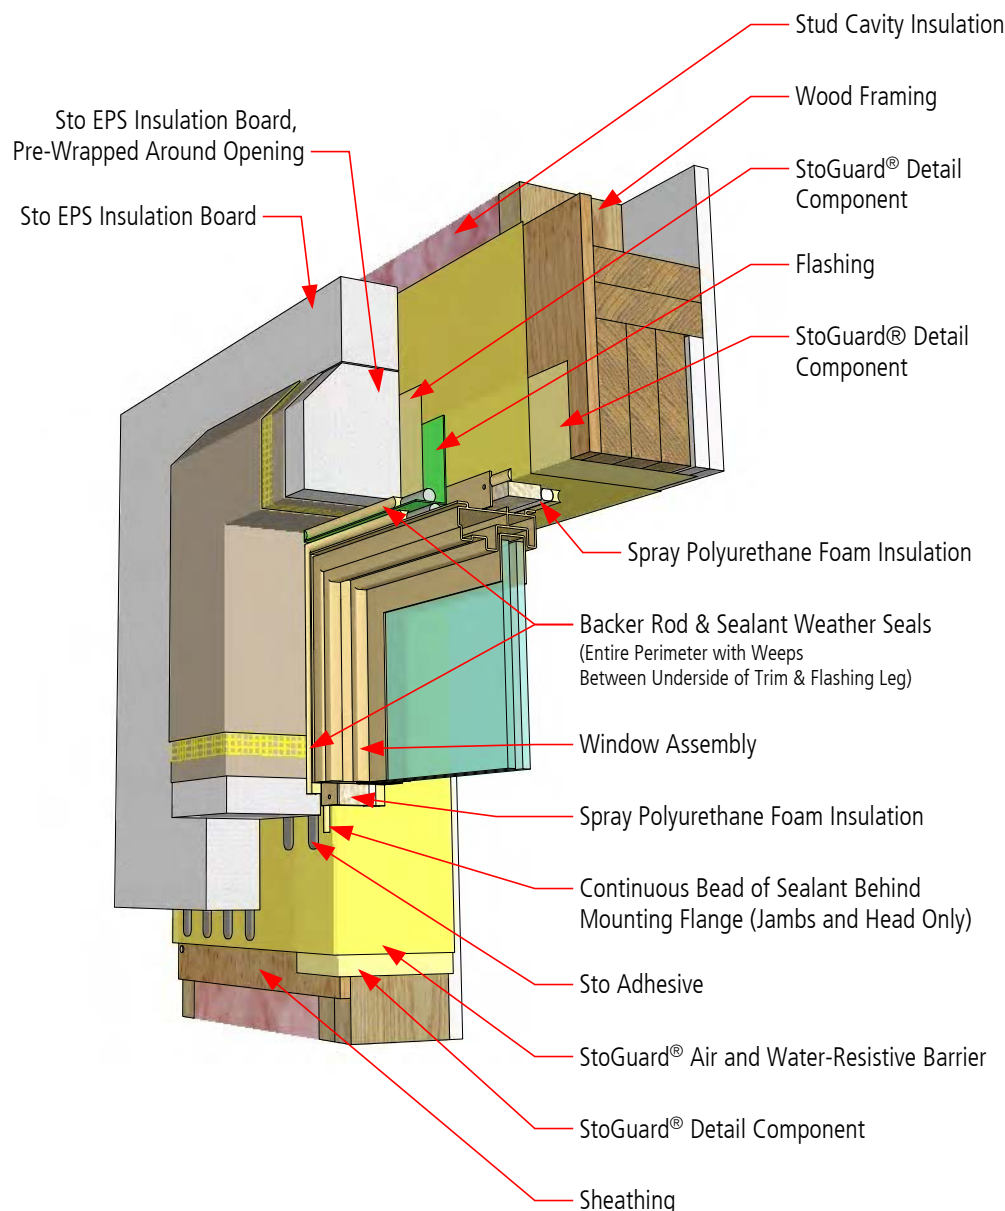 Stud Cavity Insulation
Wood Framing
Sto EPS Insulation Board,
Pre-Wrapped Around Opening
StoGuard® Detail
Component
Sto EPS Insulation Board
Flashing
StoGuard® Detail
Component
Spray Polyurethane Foam Insulation
Backer Rod & Sealant Weather Seals
(Entire Perimeter with Weeps
Between Underside of Trim & Flashing Leg)
Window Assembly
Spray Polyurethane Foam Insulation
Continuous Bead of Sealant Behind
Mounting Flange (Jambs and Head Only)
Sto Adhesive
StoGuard® Air and Water-Resistive Barrier
StoGuard® Detail Component
Sheathing